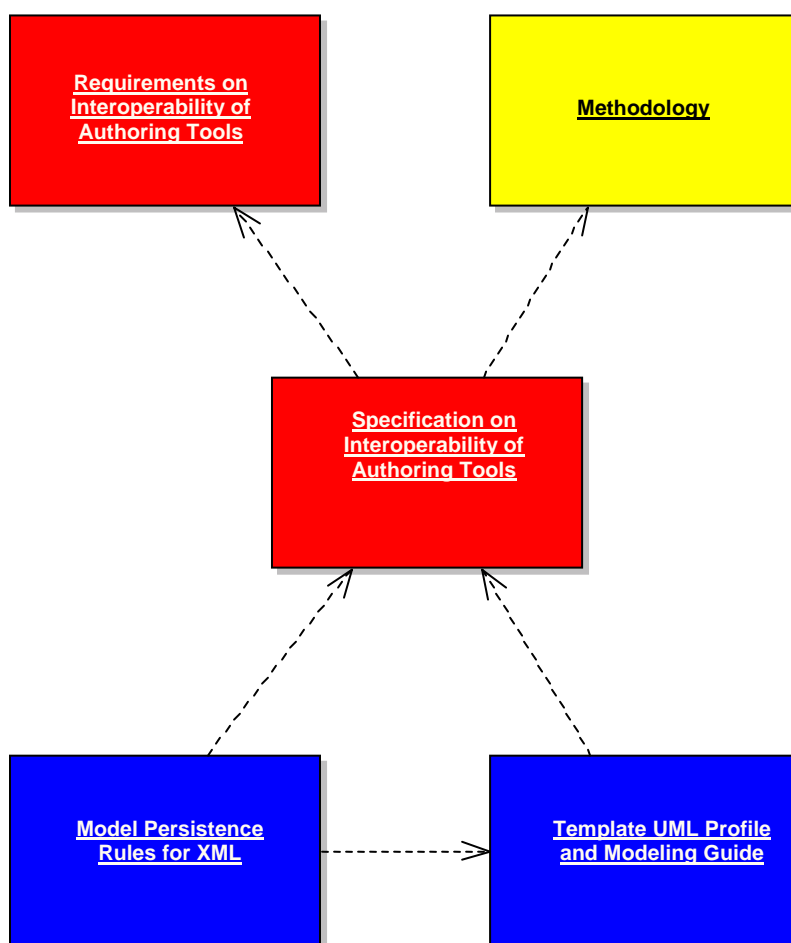 Requirements on
Interoperability of
Authoring Tools
Methodology
Specification on
Interoperability of
Authoring Tools
Model Persistence
Rules for XML
Template UML Profile
and Modeling Guide